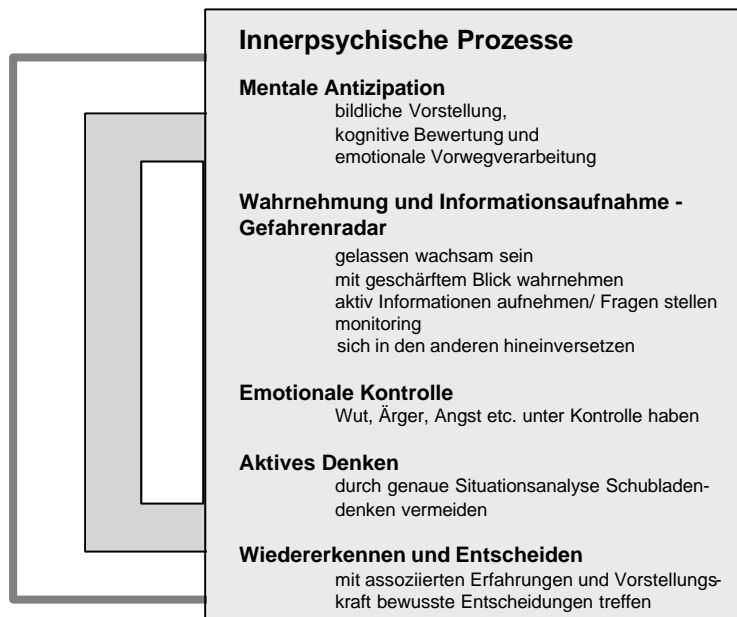 Innerpsychische Prozesse
Mentale Antizipation
bildliche Vorstellung,
kognitive Bewertung und
emotionale Vorwegverarbeitung
Wahrnehmung und Informationsaufnahme -
Gefahrenradar
gelassen wachsam sein
mit geschärftem Blick wahrnehmen
aktiv Informationen aufnehmen/ Fragen stellen
monitoring
sich in den anderen hineinversetzen
Emotionale Kontrolle
Wut, Ärger, Angst etc. unter Kontrolle haben
Aktives Denken
durch genaue Situationsanalyse Schubladen-
denken vermeiden
Wiedererkennen und Entscheiden
mit assoziierten Erfahrungen und Vorstellungs-
kraft bewusste Entscheidungen treffen